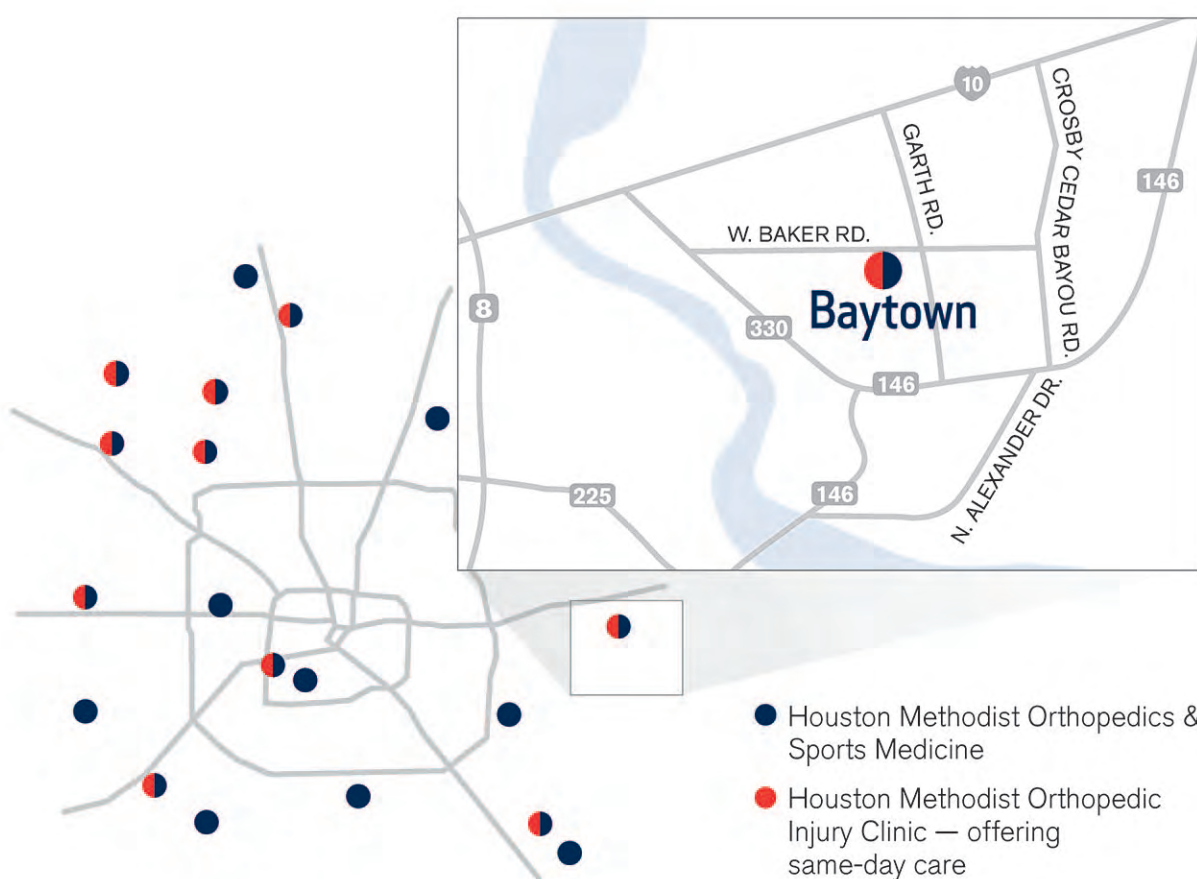 10
CROSBY CEDAR BAYOU RD.
GARTH RD.
146
W. BAKER RD.
8
Baytown
330
146
225
146
N. ALEXANDER DR.
Houston Methodist Orthopedics &
Sports Medicine
Houston Methodist Orthopedic
Injury Clinic — offering
same-day care